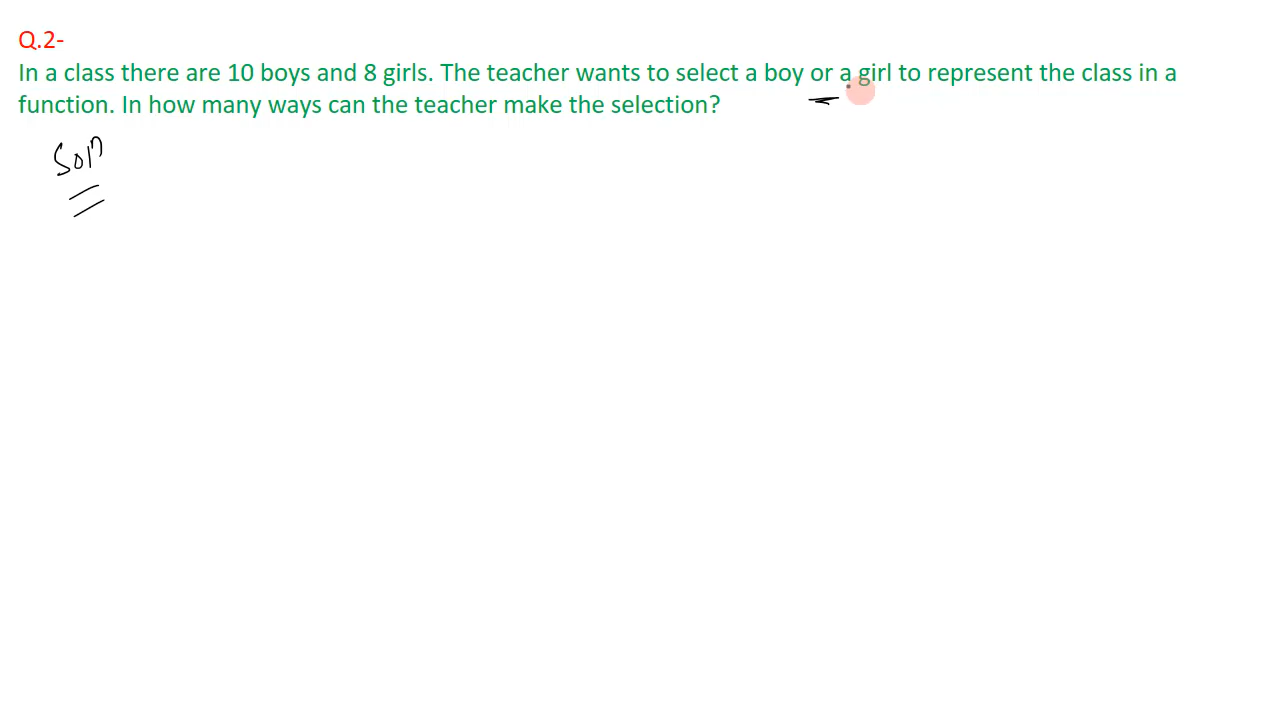 Q.2-
In a class there are 10 boys and 8 girls. The teacher wants to select a boy or a girl to represent the class in a
function. In how many ways can the teacher make the selection?
Solⁿ